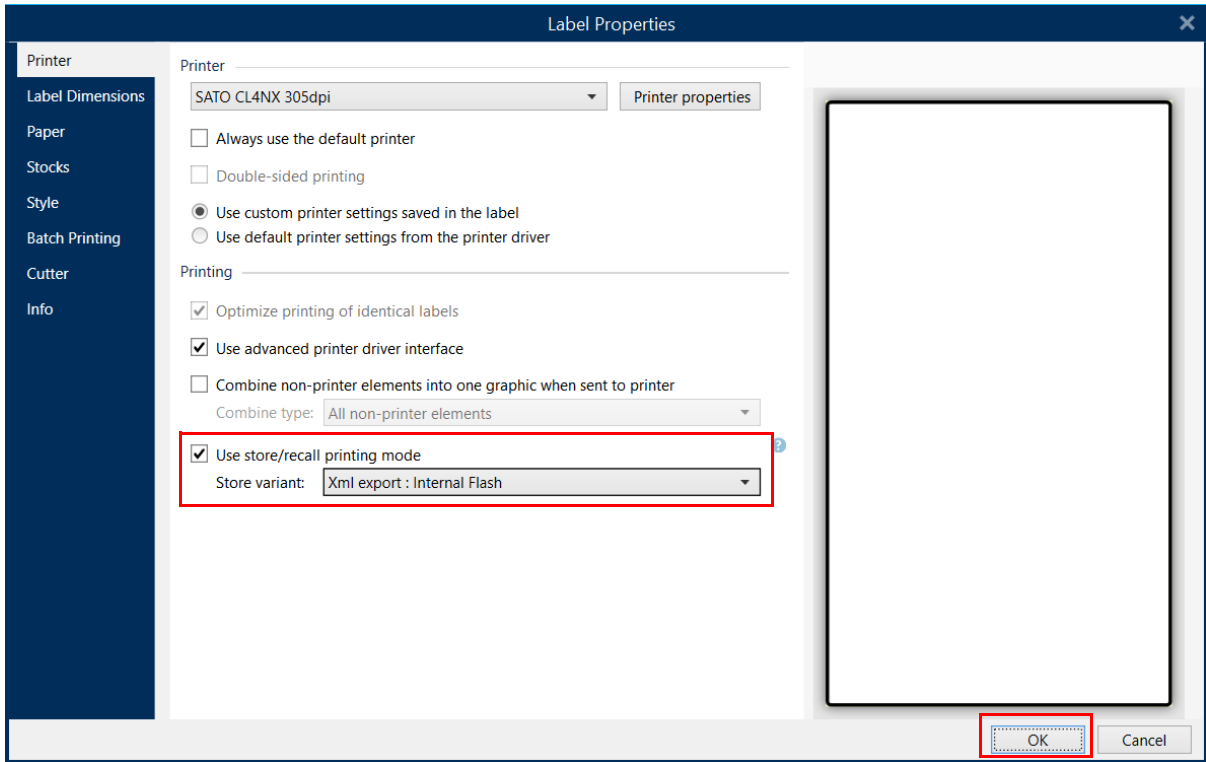 Label Properties
Printer
Label Dimensions
Paper
Stocks
Style
Batch Printing
Cutter
Info
Printer
SATO CL4NX 305dpi
Printer properties
Always use the default printer
Double-sided printing
Use custom printer settings saved in the label
Use default printer settings from the printer driver
Printing
Optimize printing of identical labels
Use advanced printer driver interface
Combine non-printer elements into one graphic when sent to printer
Combine type: All non-printer elements
?
Use store/recall printing mode
Store variant: Xml export : Internal Flash
OK Cancel